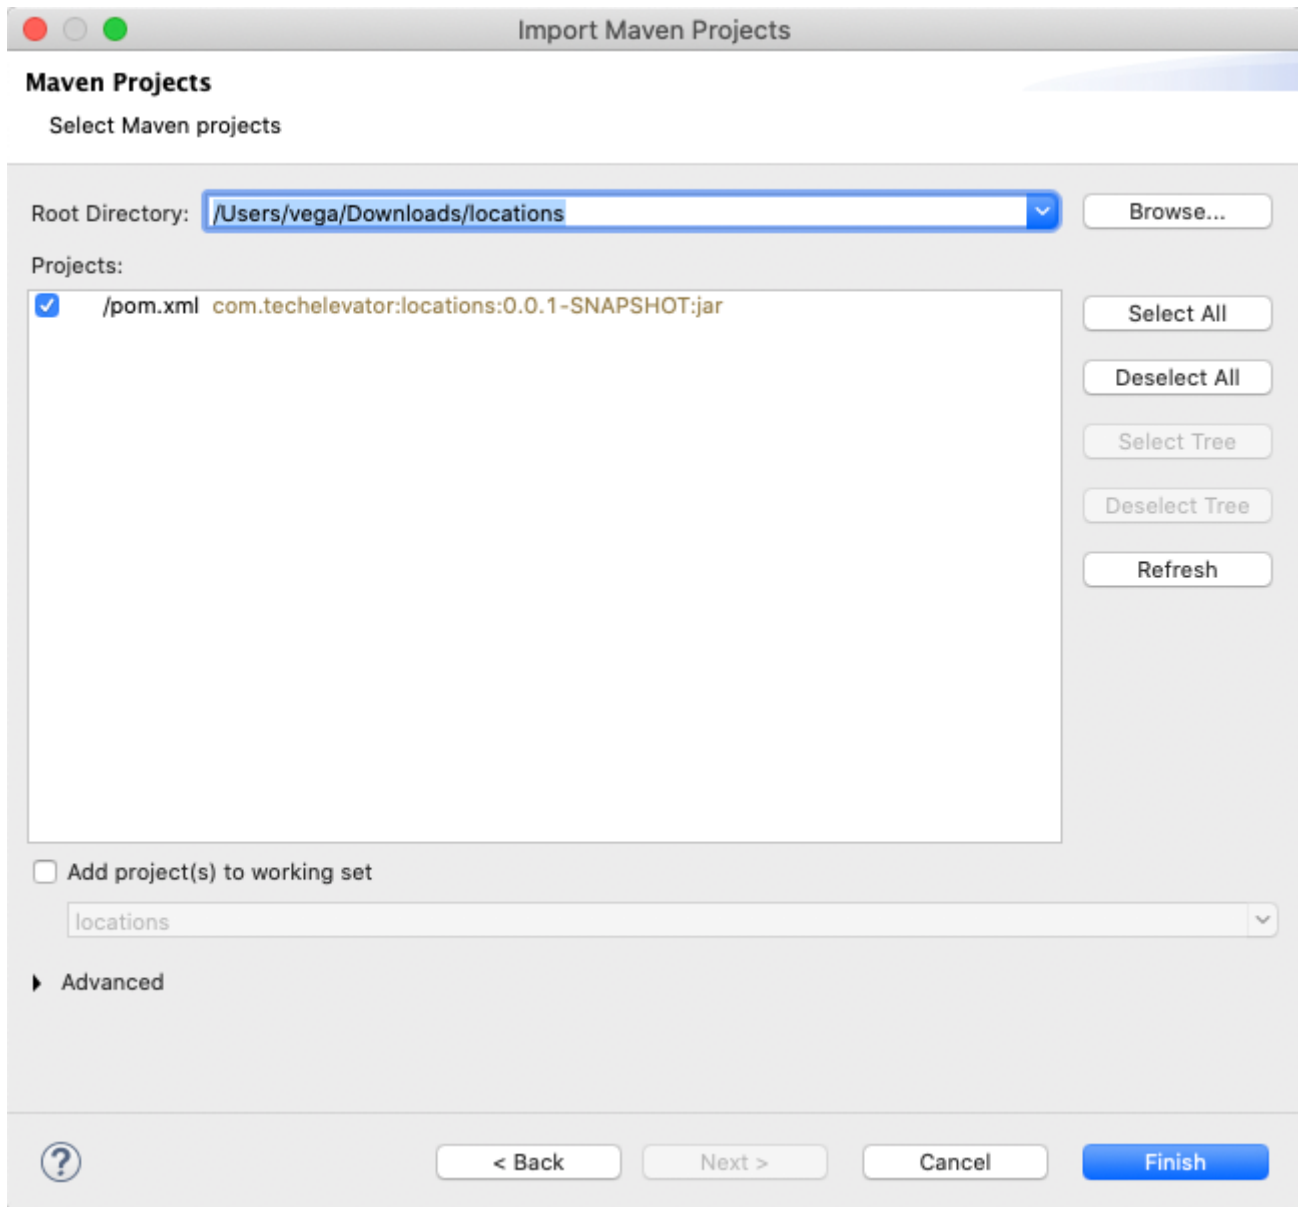 Import Maven Projects
Maven Projects
Select Maven projects
Root Directory: /Users/vega/Downloads/locations Browse...
Projects:
/pom.xml com.techelevator:locations:0.0.1-SNAPSHOT:jar
Select All
Deselect All
Select Tree
Deselect Tree
Refresh
Add project(s) to working set
locations
Advanced
? < Back Next > Cancel Finish